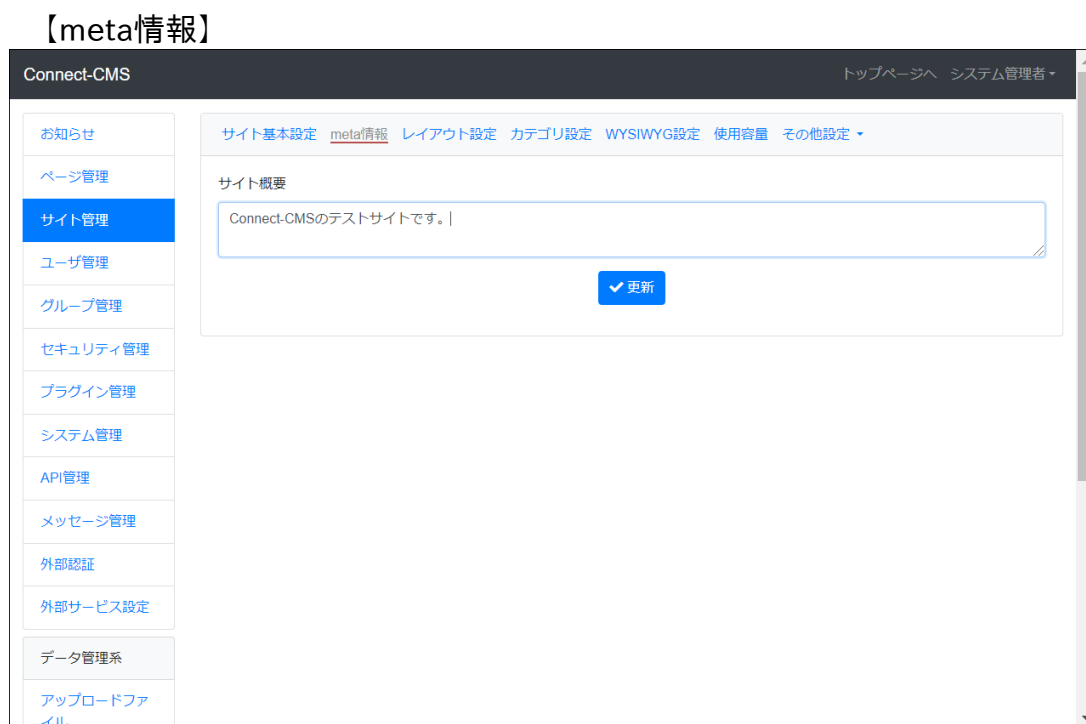 【meta情報】
Connect-CMS トップページへ システム管理者
お知らせ
ページ管理
サイト管理
ユーザ管理
グループ管理
セキュリティ管理
プラグイン管理
システム管理
API管理
メッセージ管理
外部認証
外部サービス設定
データ管理系
アップロードファ
イル
サイト基本設定 meta情報 レイアウト設定 カテゴリ設定 WYSIWYG設定 使用容量 その他設定
サイト概要
Connect-CMSのテストサイトです。
更新